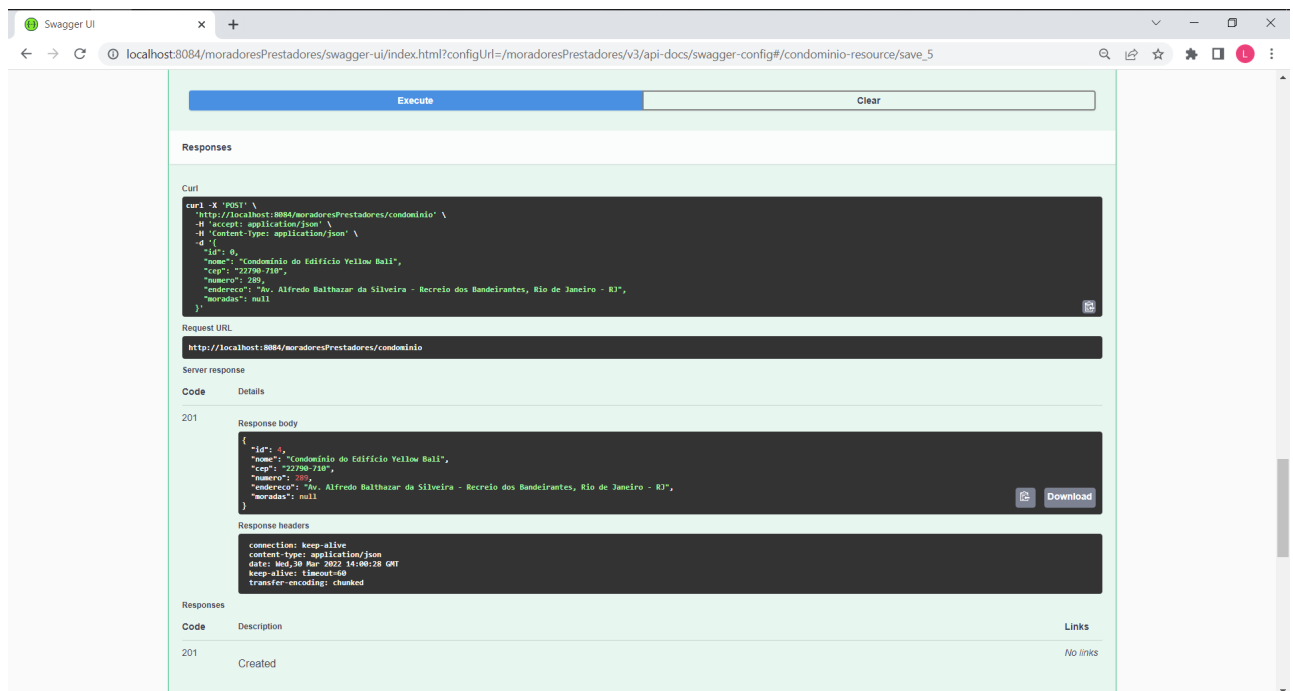 Swagger UI
localhost:8084/moradoresPrestadores/swagger-ui/index.html?configUrl=/moradoresPrestadores/v3/api-docs/swagger-config#/condominio-resource/save_5
L
Execute Clear
Responses
Curl
curl -X 'POST' \
'http://localhost:8084/moradoresPrestadores/condominio' \
-H 'accept: application/json' \
-H 'Content-Type: application/json' \
-d '{
"id": 0,
"nome": "Condomínio do Edifício Yellow Bali",
"cep": "22790-710",
"numero": 289,
"endereco": "Av. Alfredo Balthazar da Silveira - Recreio dos Bandeirantes, Rio de Janeiro - RJ",
"moradas": null
}'
Request URL
http://localhost:8084/moradoresPrestadores/condominio
Server response
Code Details
201
Response body
{
"id": 4,
"nome": "Condomínio do Edifício Yellow Bali",
"cep": "22790-710",
"numero": 289,
"endereco": "Av. Alfredo Balthazar da Silveira - Recreio dos Bandeirantes, Rio de Janeiro - RJ",
"moradas": null
}
Download
Response headers
connection: keep-alive
content-type: application/json
date: Wed,30 Mar 2022 14:00:28 GMT
keep-alive: timeout=60
transfer-encoding: chunked
Responses
Code Description Links
201 Created No links